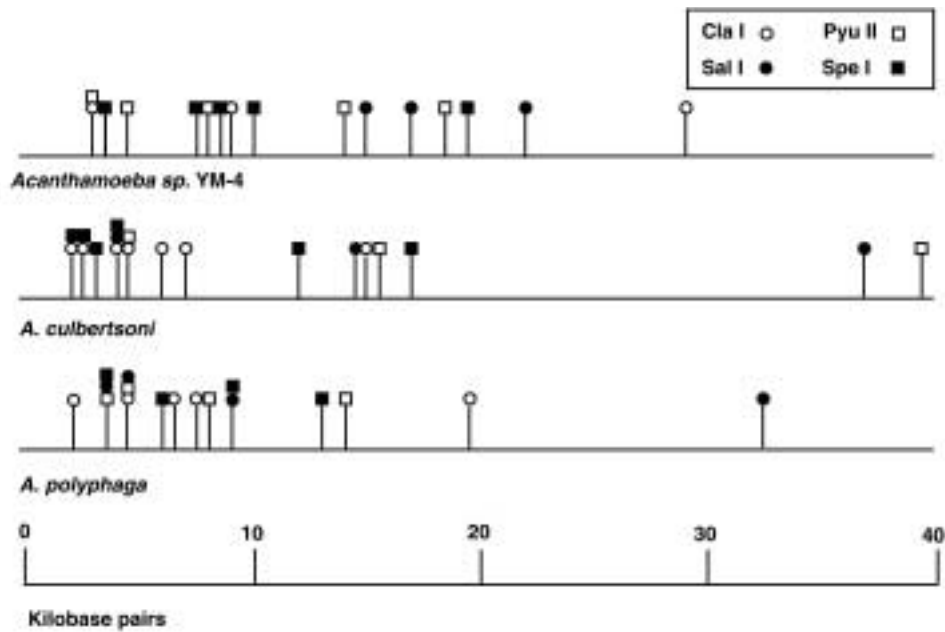 Cla I Pyu II
Sal I Spe I
Acanthamoeba sp. YM-4
A. culbertsoni
A. polyphaga
0 10 20 30 40
Kilobase pairs